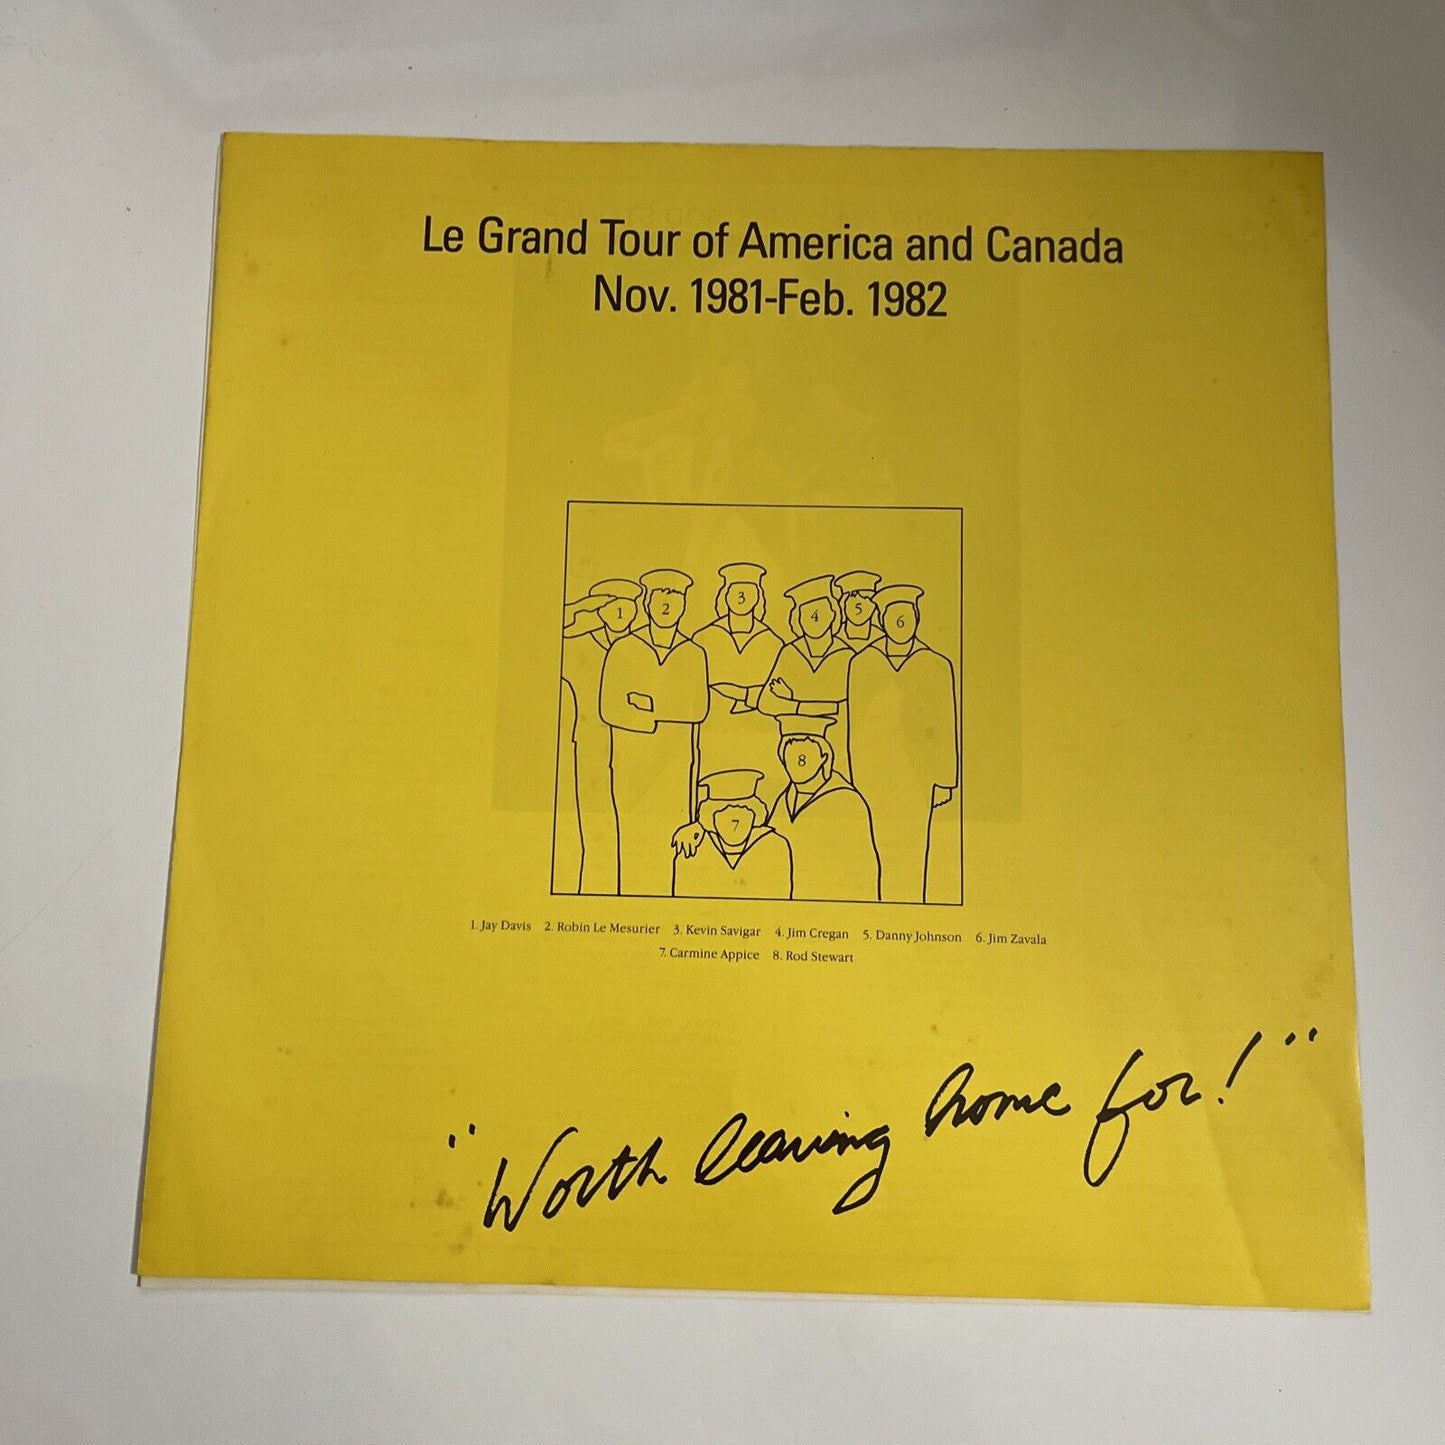 Le Grand Tour of America and Canada
Nov. 1981-Feb. 1982
1 2 3 4 5 6
8
7
1. Jay Davis 2. Robin Le Mesurier 3. Kevin Savigar 4. Jim Cregan 5. Danny Johnson 6. Jim Zavala
7. Carmine Appice 8. Rod Stewart
"Worth leaving home for!"